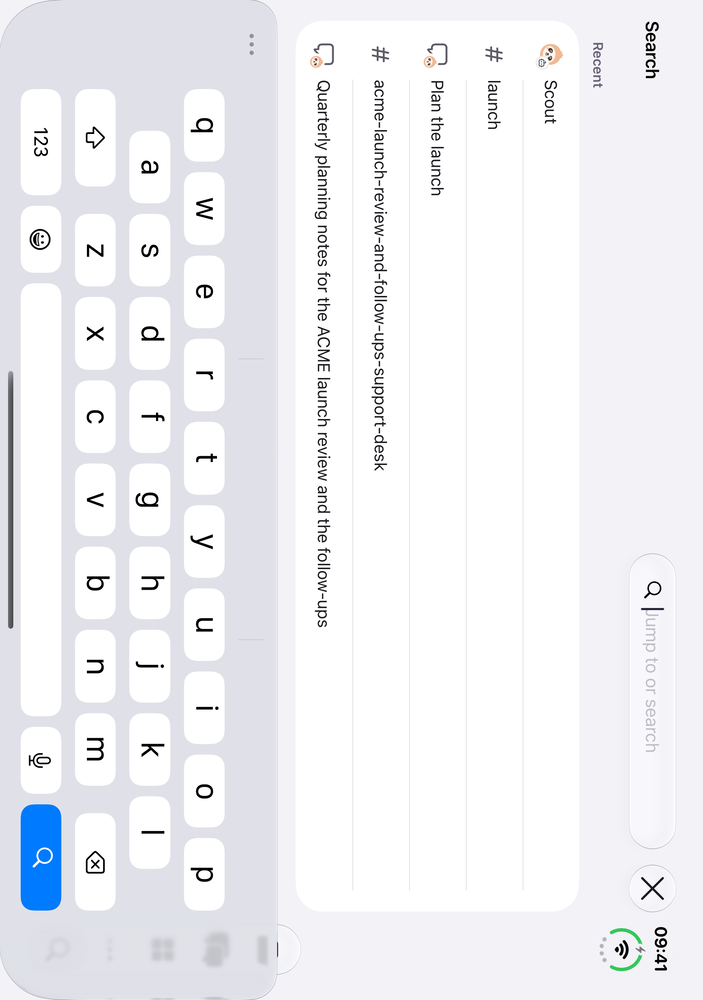 Search
Jump to or search
09:41
Recent
Scout
launch
Plan the launch
acme-launch-review-and-follow-ups-support-desk
Quarterly planning notes for the ACME launch review and the follow-ups
q w e r t y u i o p
a s d f g h j k l
z x c v b n m
123